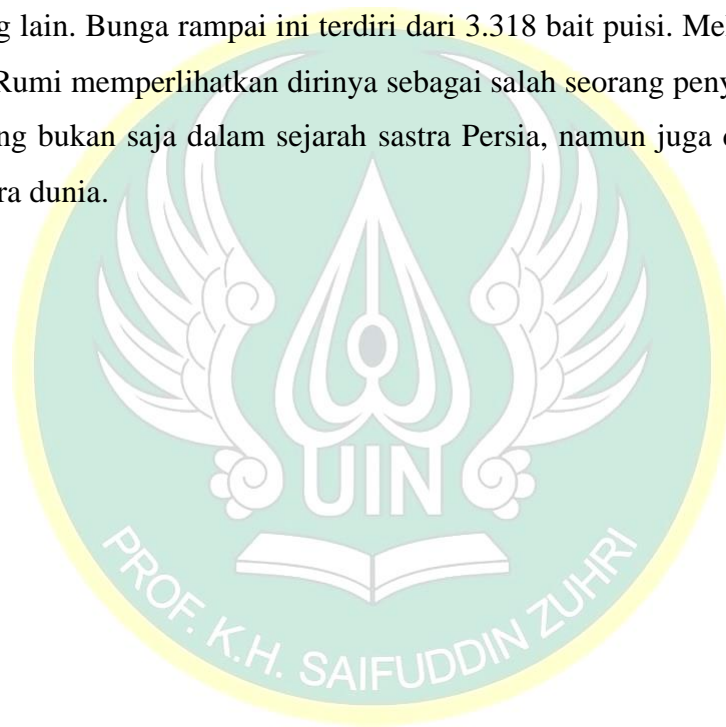 g lain. Bunga rampai ini terdiri dari 3.318 bait puisi. Me
Rumi memperlihatkan dirinya sebagai salah seorang peny
ng bukan saja dalam sejarah sastra Persia, namun juga
ra dunia.
UIN
PROF. K.H. SAIFUDDIN ZUHRI